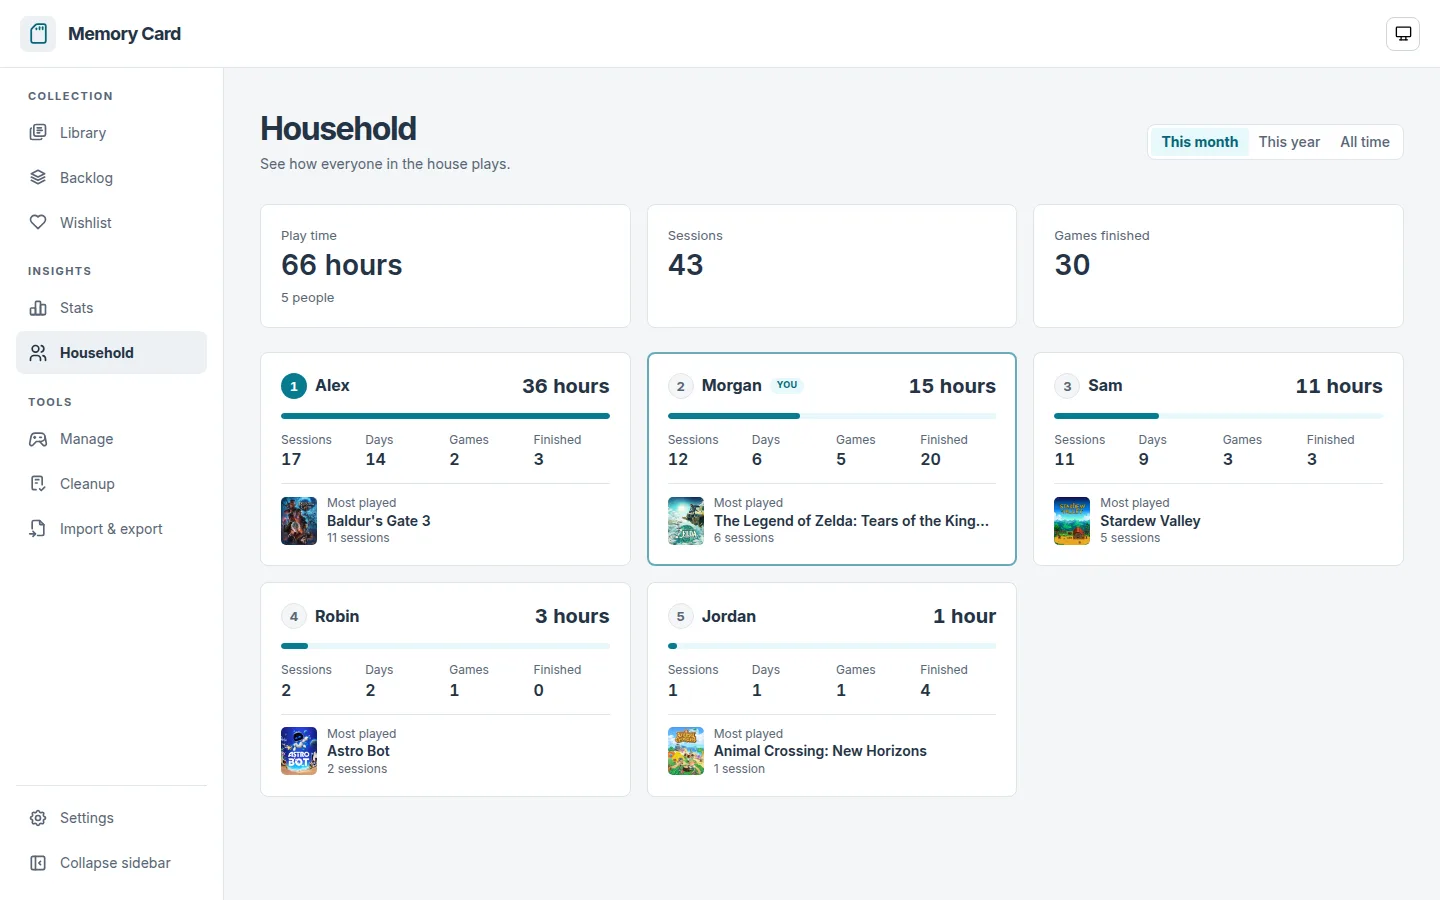 Memory Card
COLLECTION
Library
Backlog
Wishlist
INSIGHTS
Stats
Household
TOOLS
Manage
Cleanup
Import & export
Settings
Collapse sidebar
Household
See how everyone in the house plays.
This month This year All time
Play time
66 hours
5 people
Sessions
43
Games finished
30
1 Alex 36 hours
Sessions Days Games Finished
17 14 2 3
Most played
Baldur's Gate 3
11 sessions
2 Morgan YOU 15 hours
Sessions Days Games Finished
12 6 5 20
Most played
The Legend of Zelda: Tears of the King...
6 sessions
3 Sam 11 hours
Sessions Days Games Finished
11 9 3 3
Most played
Stardew Valley
5 sessions
4 Robin 3 hours
Sessions Days Games Finished
2 2 1 0
ASTRO
BOT
Most played
Astro Bot
2 sessions
5 Jordan 1 hour
Sessions Days Games Finished
1 1 1 4
Most played
Animal Crossing: New Horizons
1 session